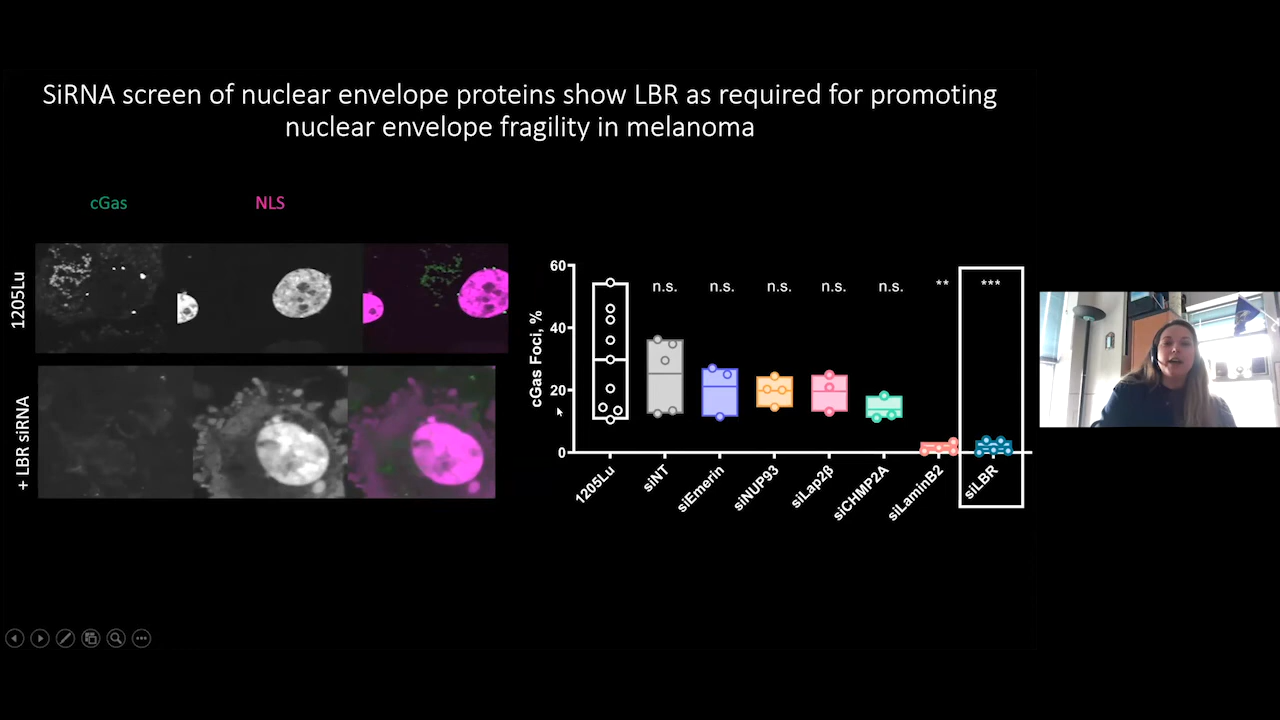 SiRNA screen of nuclear envelope proteins show LBR as required for promoting
nuclear envelope fragility in melanoma
cGas
NLS
1205Lu
+ LBR siRNA
cGas Foci, %
60
40
20
0
n.s.
n.s.
n.s.
n.s.
n.s.
**
***
1205Lu
siNT
siEmerin
siNUP93
siLap2β
siCHMP2A
siLaminB2
siLBR